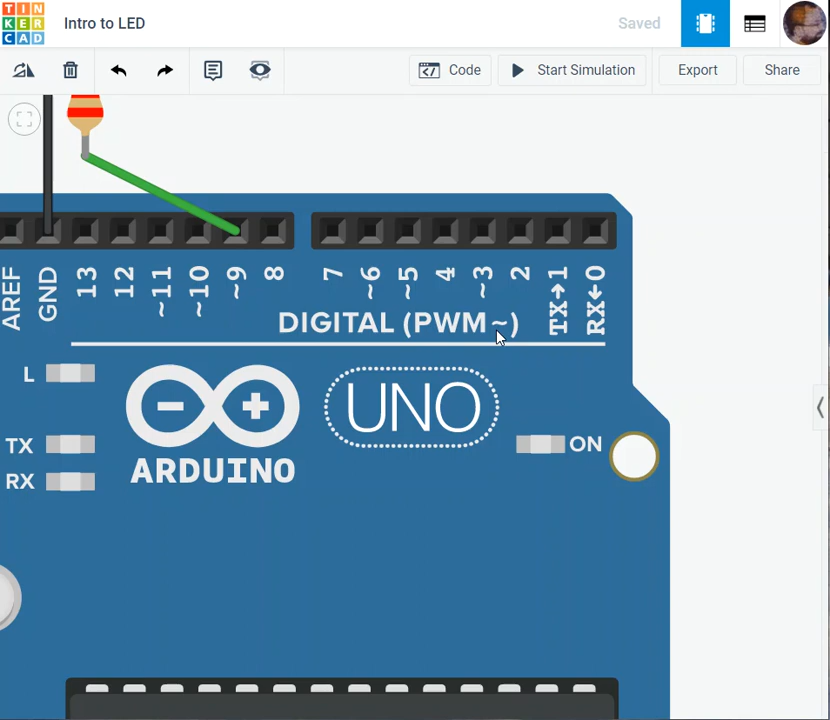 TIN
KER
CAD
Intro to LED
Saved
Code
Start Simulation
Export
Share
AREF
GND
13
12
~11
~10
~9
8
7
~6
~5
4
~3
2
TX→1
RX←0
DIGITAL (PWM ~)
L
TX
RX
UNO
ARDUINO
ON